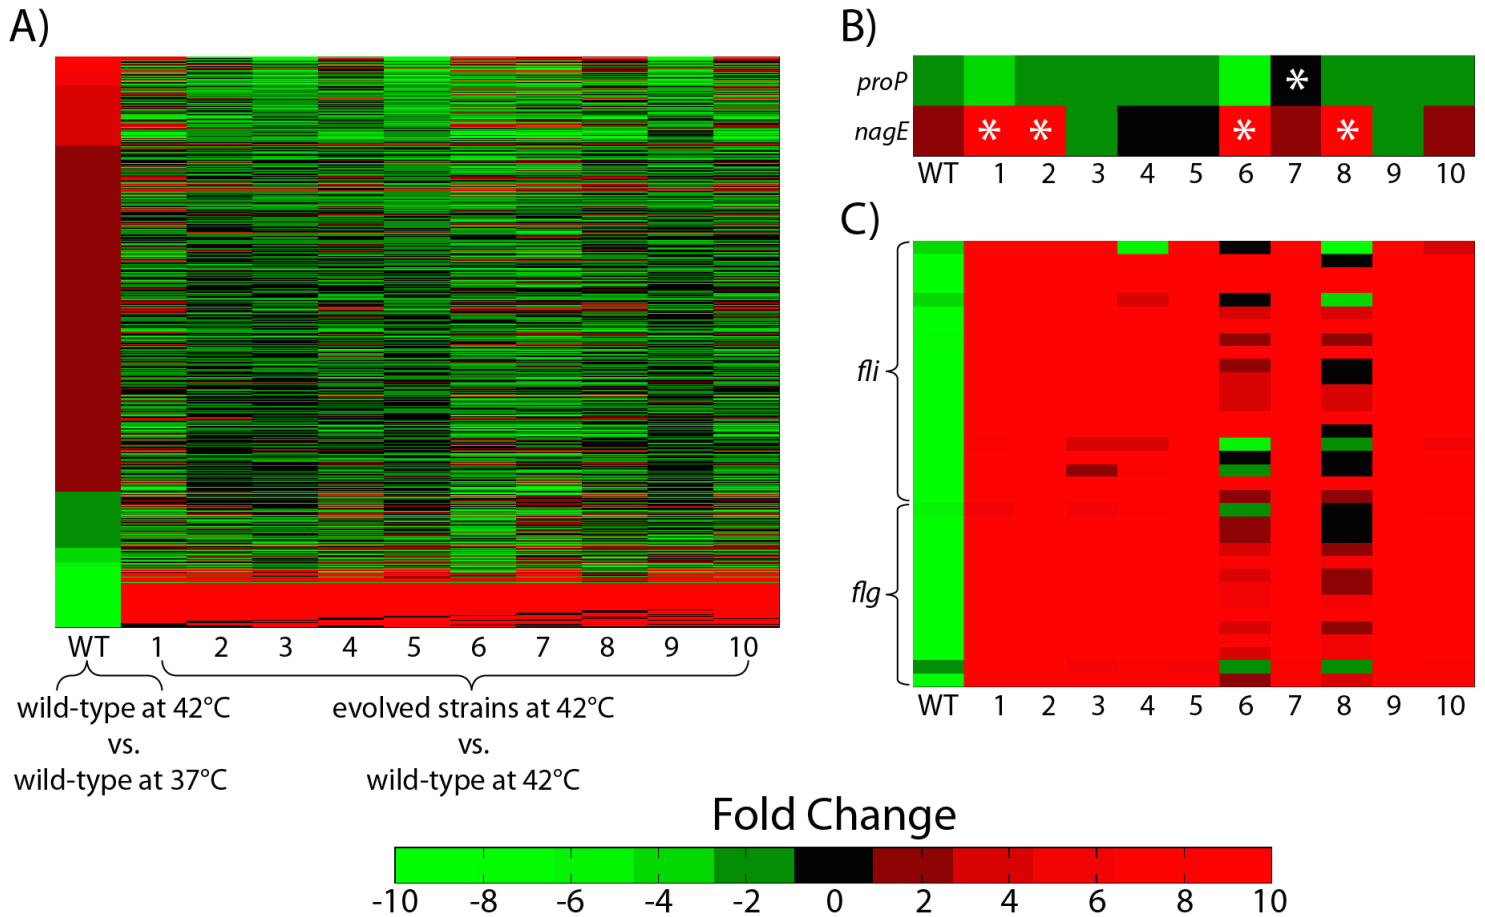 A)
WT 1 2 3 4 5 6 7 8 9 10
wild-type at 42°C
vs.
wild-type at 37°C
evolved strains at 42°C
vs.
wild-type at 42°C
B)
proP *
nagE * * * *
WT 1 2 3 4 5 6 7 8 9 10
C)
fli
flg
WT 1 2 3 4 5 6 7 8 9 10
Fold Change
-10 -8 -6 -4 -2 0 2 4 6 8 10